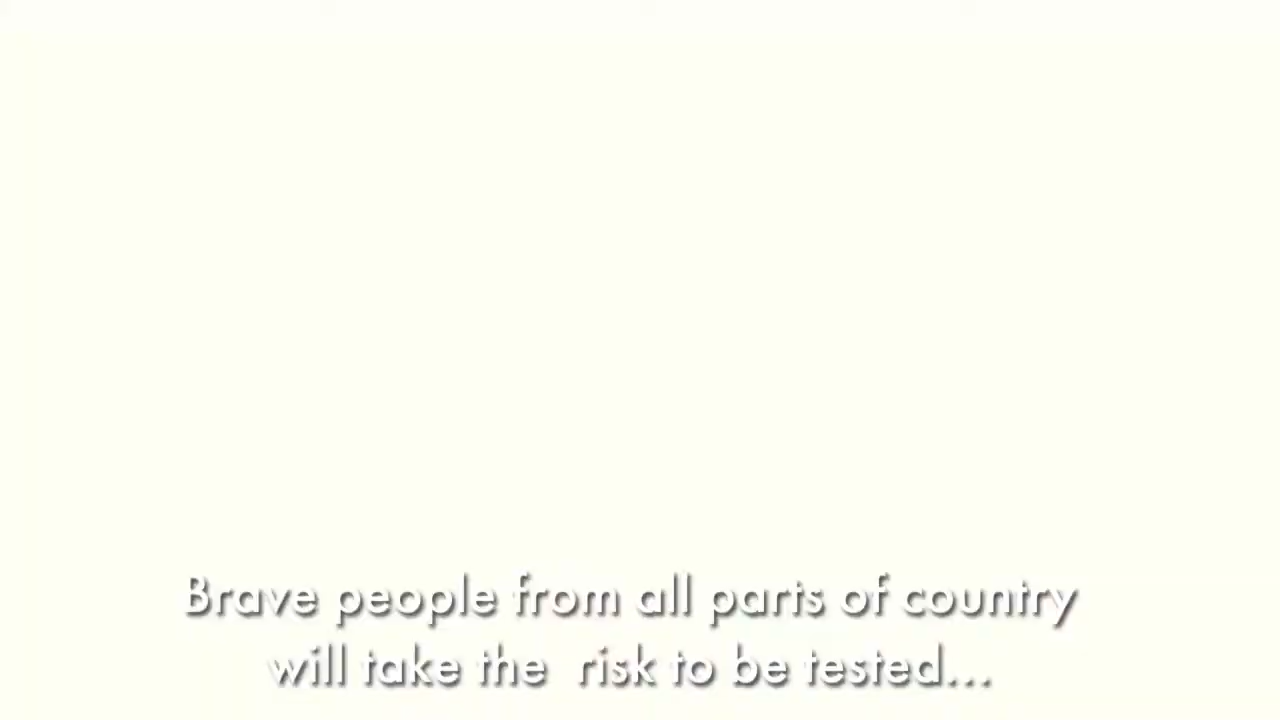 Brave people from all parts of country
will take the risk to be tested...